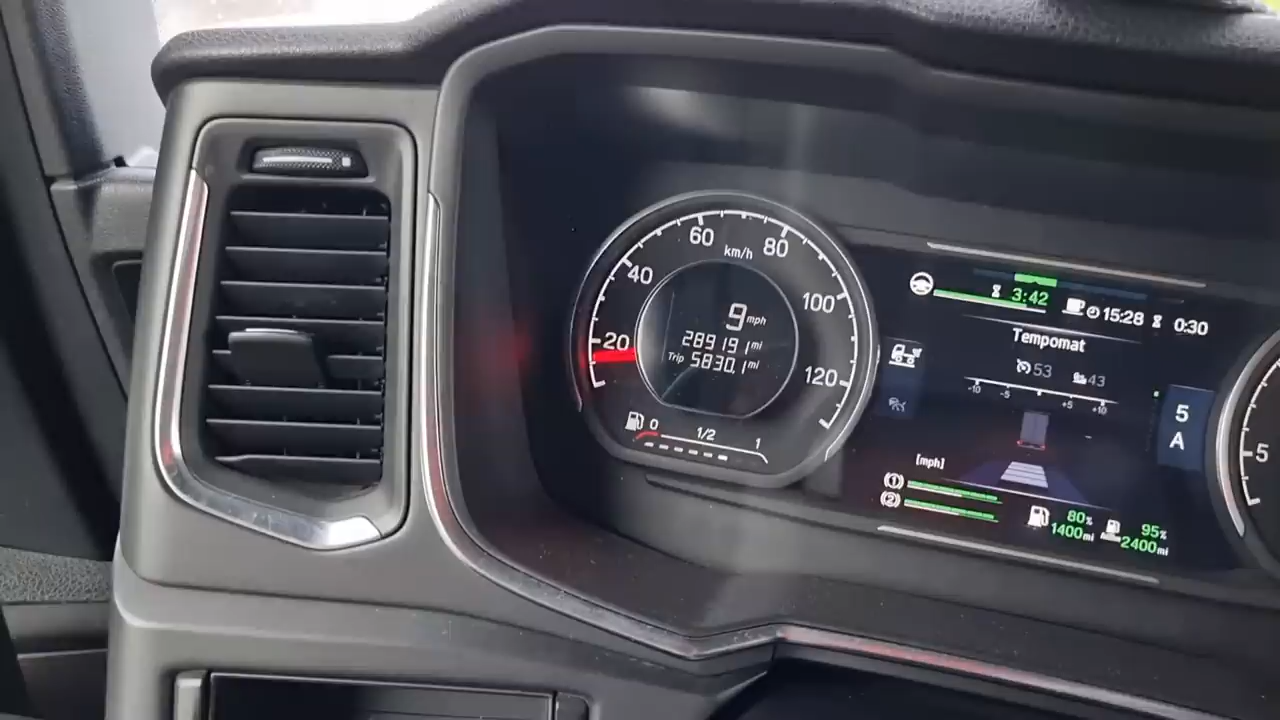 20
40
60
80
100
120
km/h
9 mph
289191 mi
Trip 5830.1 mi
0 1/2 1
3:42
15:28 0:30
Tempomat
53 43
-10 -5 +5 +10
5
A
[mph]
(1)
(2)
80% 95%
1400mi 2400mi
5